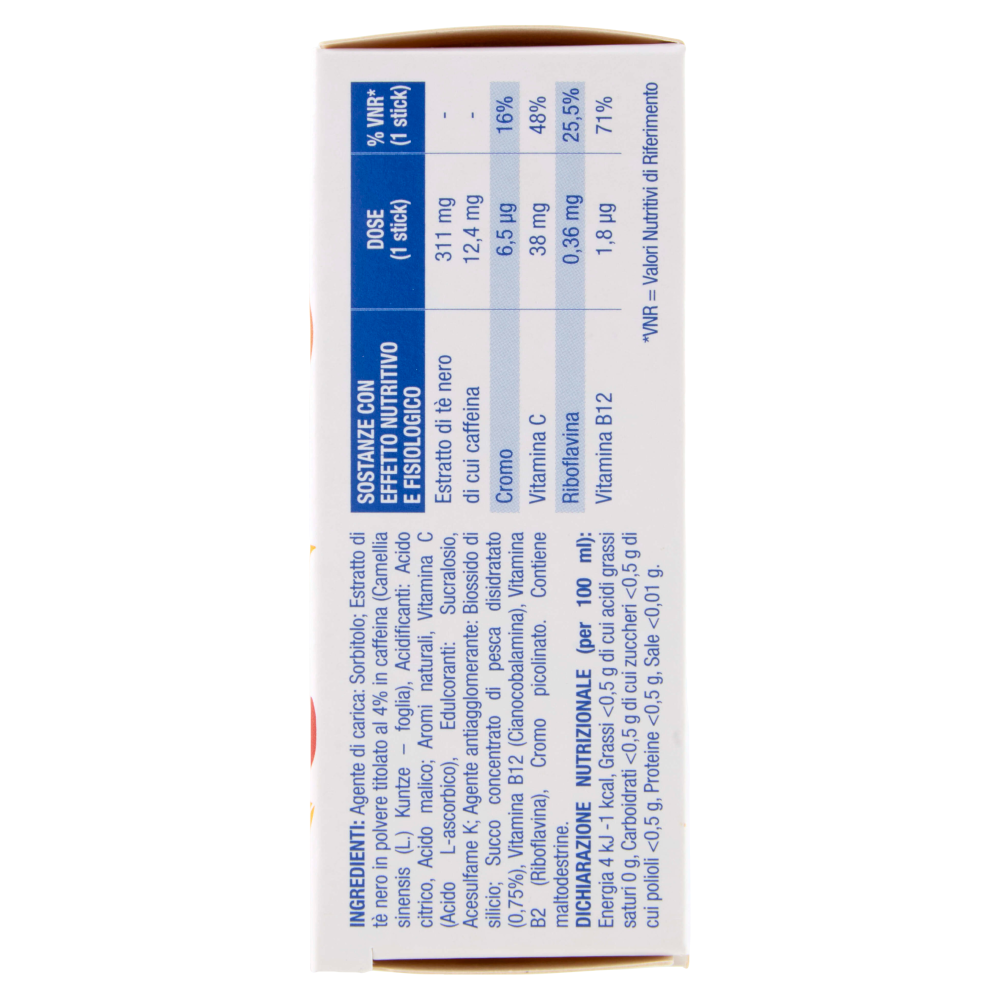 INGREDIENTI: Agente di carica: Sorbitolo; Estratto di
tè nero in polvere titolato al 4% in caffeina (Camellia
sinensis (L.) Kuntze – foglia), Acidificanti: Acido
citrico, Acido malico; Aromi naturali, Vitamina C
(Acido L-ascorbico), Edulcoranti: Sucralosio,
Acesulfame K; Agente antiagglomerante: Biossido di
silicio; Succo concentrato di pesca disidratato
(0,75%), Vitamina B12 (Cianocobalamina), Vitamina
B2 (Riboflavina), Cromo picolinato. Contiene
maltodestrine.
DICHIARAZIONE NUTRIZIONALE (per 100 ml):
Energia 4 kJ -1 kcal, Grassi <0,5 g di cui acidi grassi
saturi 0 g, Carboidrati <0,5 g di cui zuccheri <0,5 g di
cui polioli <0,5 g, Proteine <0,5 g, Sale <0,01 g.
SOSTANZE CON
EFFETTO NUTRITIVO
E FISIOLOGICO
DOSE
(1 stick)
% VNR*
(1 stick)
Estratto di tè nero 311 mg -
di cui caffeina 12,4 mg -
Cromo 6,5 µg 16%
Vitamina C 38 mg 48%
Riboflavina 0,36 mg 25,5%
Vitamina B12 1,8 µg 71%
*VNR = Valori Nutritivi di Riferimento